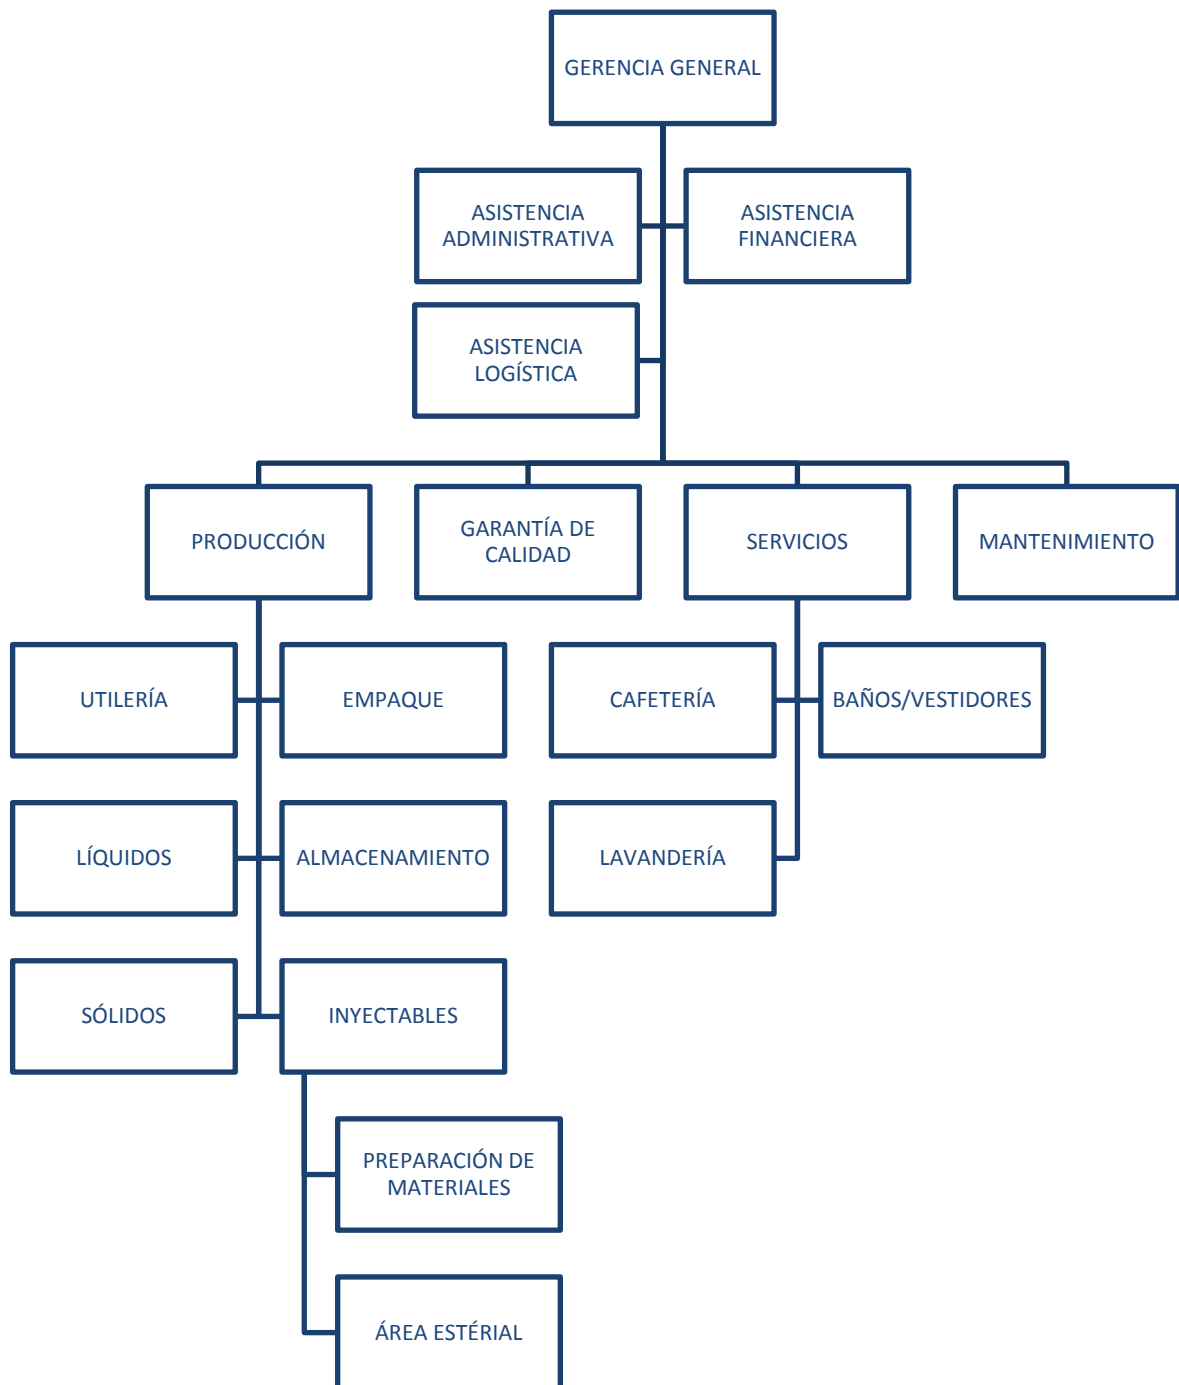 GERENCIA GENERAL
ASISTENCIA
ADMINISTRATIVA
ASISTENCIA
FINANCIERA
ASISTENCIA
LOGÍSTICA
PRODUCCIÓN
GARANTÍA DE
CALIDAD
SERVICIOS
MANTENIMIENTO
UTILERÍA
EMPAQUE
CAFETERÍA
BAÑOS/VESTIDORES
LÍQUIDOS
ALMACENAMIENTO
LAVANDERÍA
SÓLIDOS
INYECTABLES
PREPARACIÓN DE
MATERIALES
ÁREA ESTÉRIAL